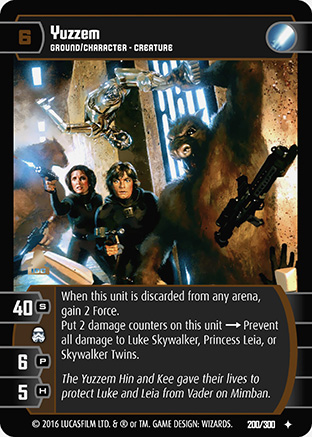 6 Yuzzem
GROUND/CHARACTER - CREATURE
40 S
When this unit is discarded from any arena,
gain 2 Force.
Put 2 damage counters on this unit → Prevent
all damage to Luke Skywalker, Princess Leia, or
Skywalker Twins.
6 P
5 H
The Yuzzem Hin and Kee gave their lives to
protect Luke and Leia from Vader on Mimban.
© 2016 LUCASFILM LTD. & ® or TM. GAME DESIGN: WIZARDS. 200/300